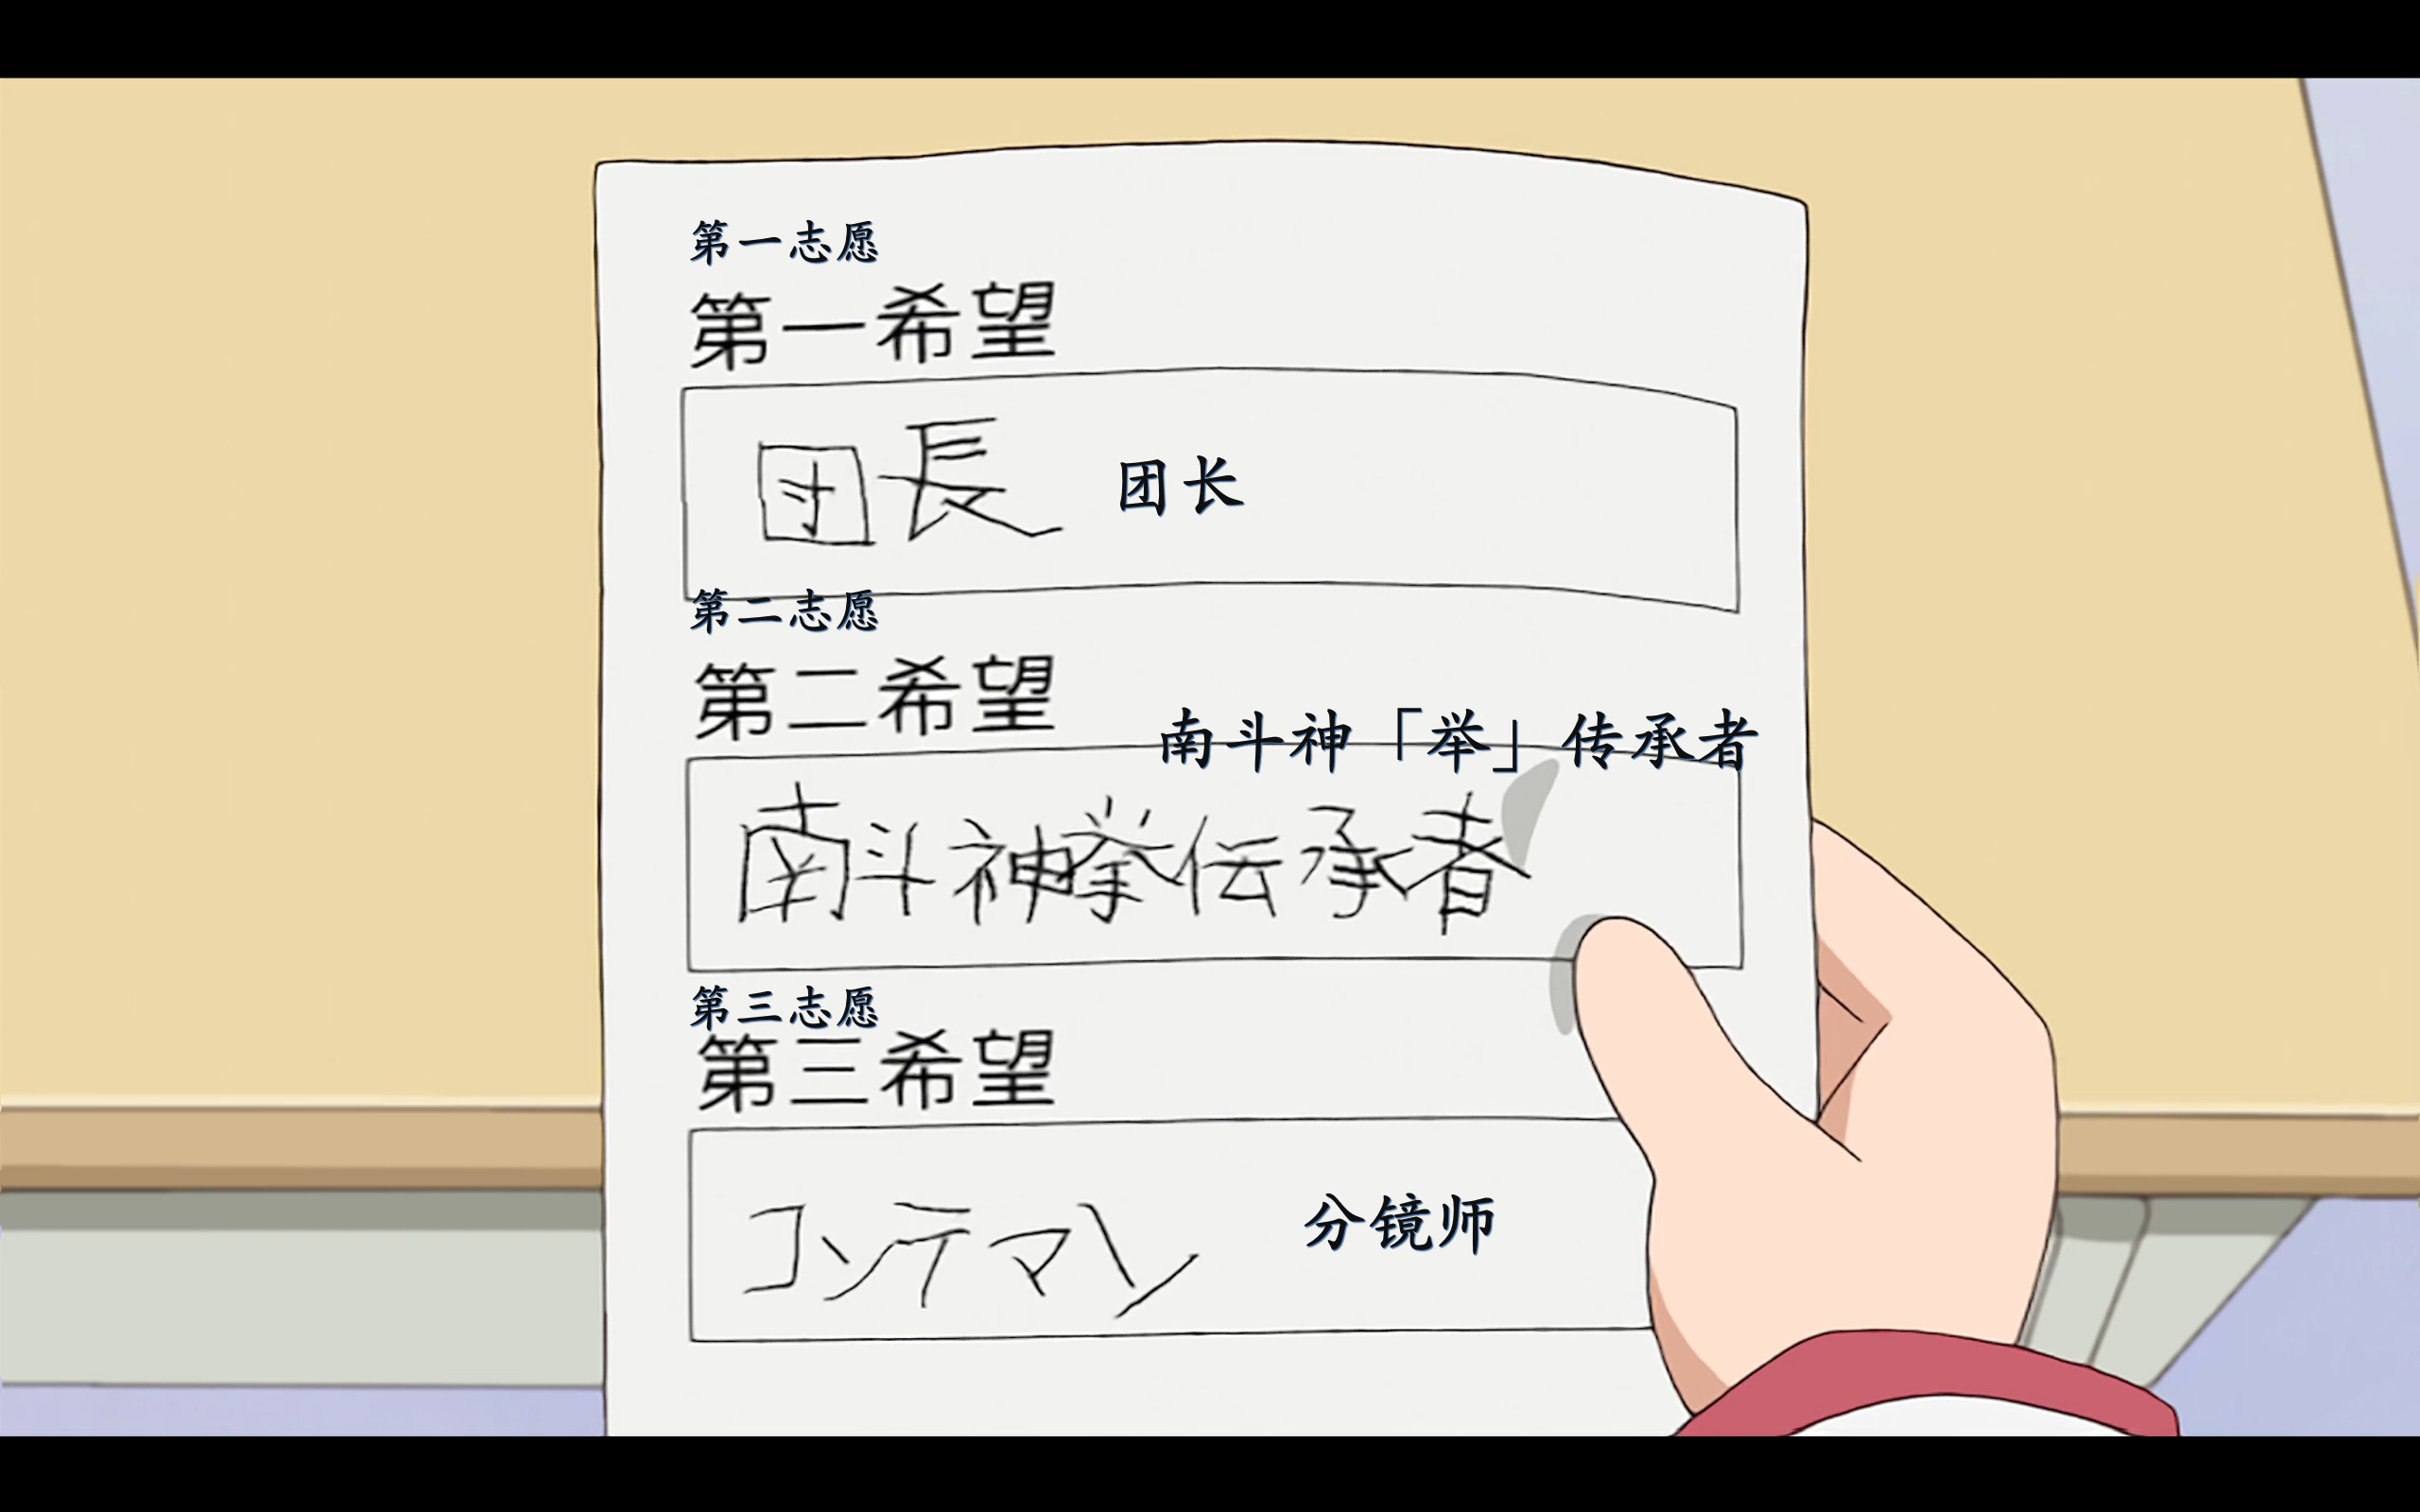 第一志愿
第一希望
团長 团长
第二志愿
第二希望
南斗神「举」传承者
南斗神挙伝承者
第三志愿
第三希望
コンテマン 分镜师